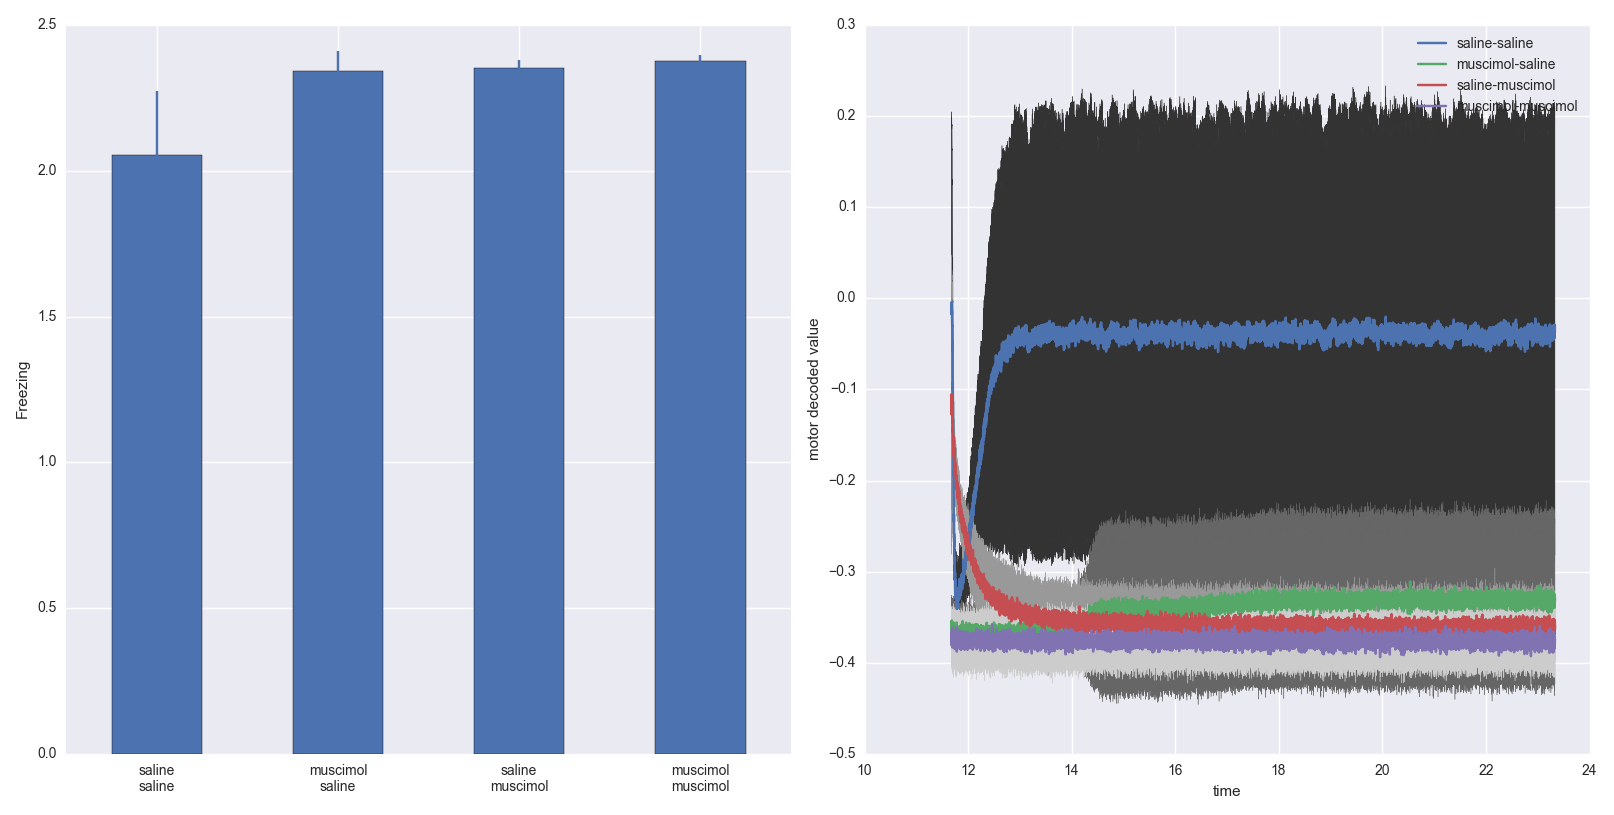 2.5
2.0
1.5
1.0
0.5
0.0
Freezing
saline
saline
muscimol
saline
saline
muscimol
muscimol
muscimol
0.3
0.2
0.1
0.0
−0.1
−0.2
−0.3
−0.4
−0.5
motor decoded value
10
12
14
16
18
20
22
24
time
saline-saline
muscimol-saline
saline-muscimol
muscimol-muscimol